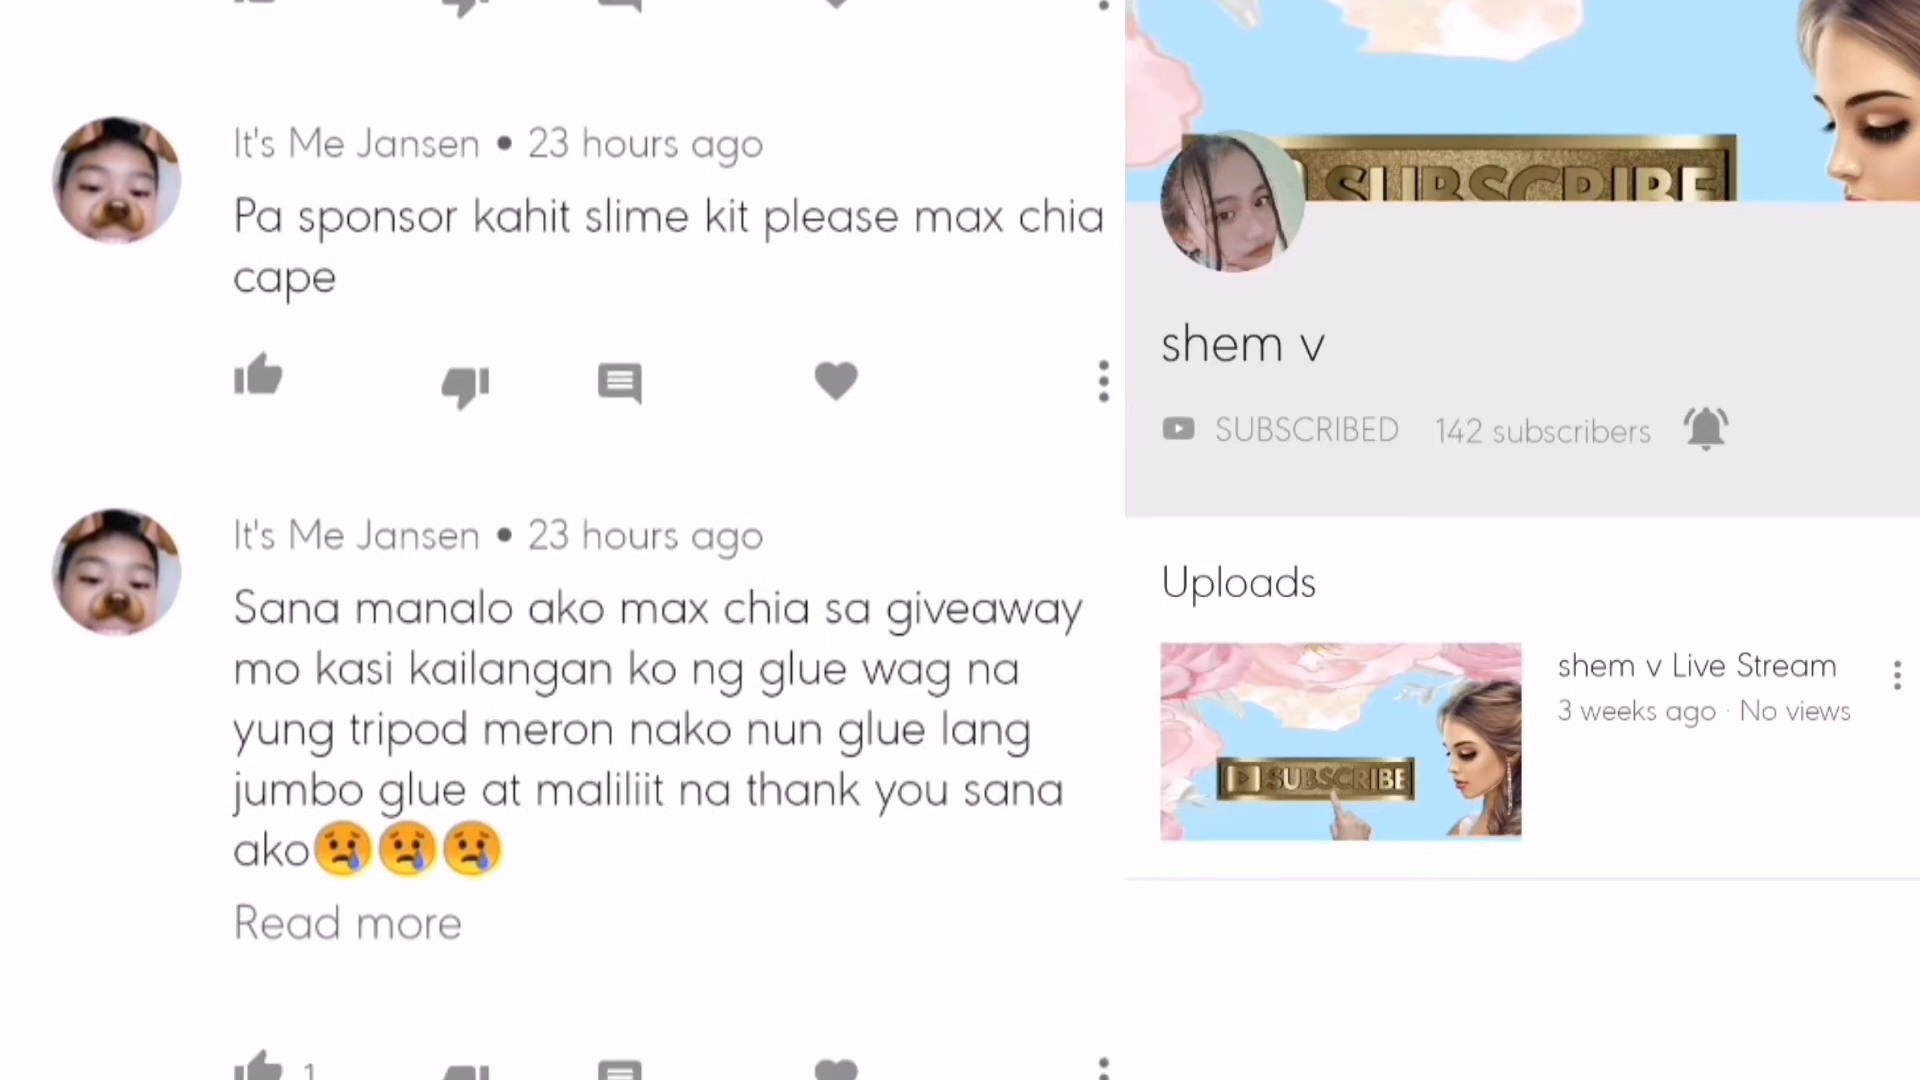 It's Me Jansen • 23 hours ago
Pa sponsor kahit slime kit please max chia
cape
It's Me Jansen • 23 hours ago
Sana manalo ako max chia sa giveaway
mo kasi kailangan ko ng glue wag na
yung tripod meron nako nun glue lang
jumbo glue at maliliit na thank you sana
ako😢😢😢
Read more
1
SUBSCRIBE
shem v
SUBSCRIBED 142 subscribers
Uploads
SUBSCRIBE
shem v Live Stream
3 weeks ago · No views